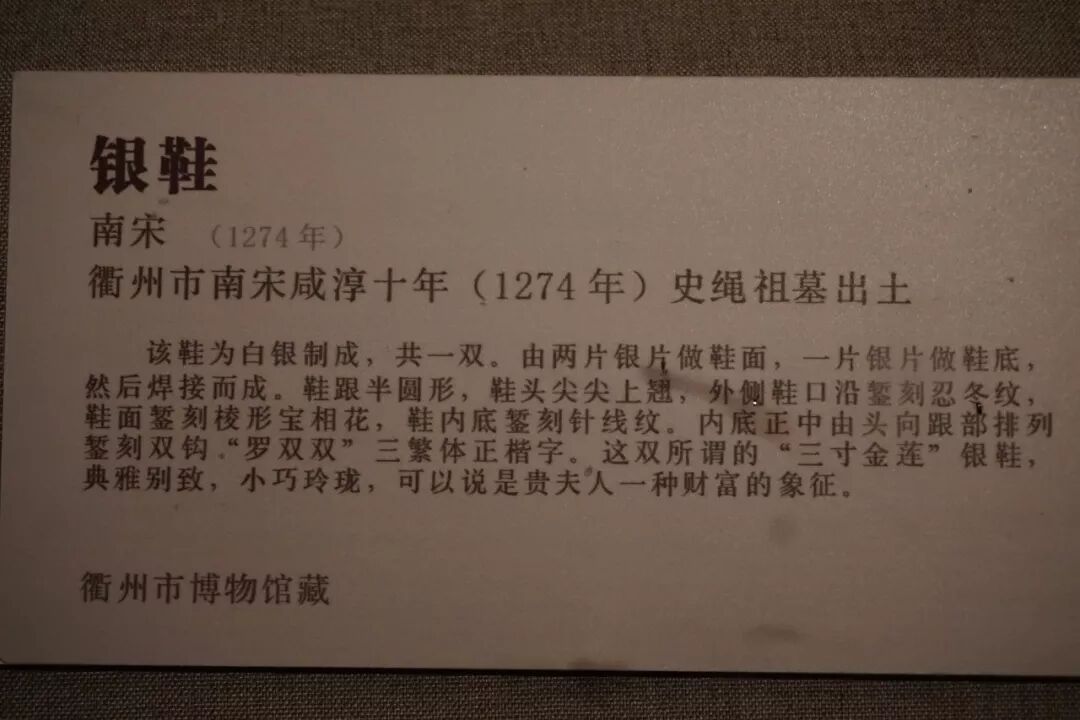 银鞋
南宋 （1274年）
衢州市南宋咸淳十年（1274年）史绳祖墓出土
该鞋为白银制成，共一双。由两片银片做鞋面，一片银片做鞋底，
然后焊接而成。鞋跟半圆形，鞋头尖尖上翘，外侧鞋口沿錾刻忍冬纹，
鞋面錾刻棱形宝相花，鞋内底錾刻针线纹。内底正中由头向跟部排列
錾刻双钩“罗双双”三繁体正楷字。这双所谓的“三寸金莲”银鞋，
典雅别致，小巧玲珑，可以说是贵夫人一种财富的象征。
衢州市博物馆藏